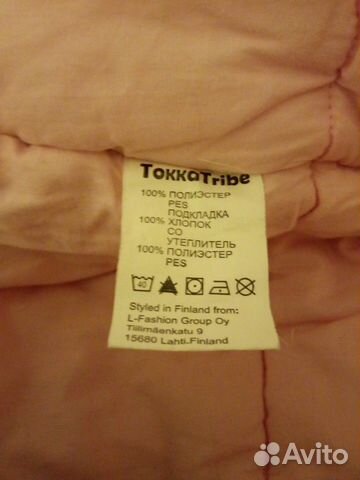 TOKKATribe
100% ПОЛИЭСТЕР
PES
ПОДКЛАДКА
100% ХЛОПОК
CO
УТЕПЛИТЕЛЬ
100% ПОЛИЭСТЕР
PES
40
Styled in Finland from:
L-Fashion Group Oy
Tiilimäenkatu 9
15680 Lahti-Finland
Avito